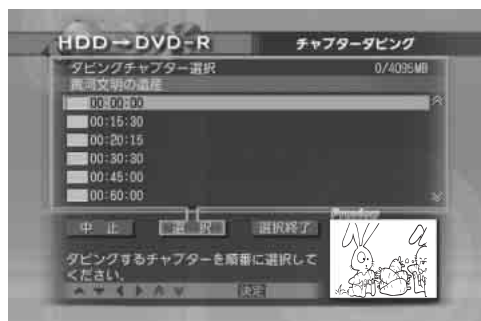 HDD→DVD-R
チャプターダビング
ダビングチャプター選択 0/4095MB
黄河文明の遺産
00:00:00
00:15:30
00:20:15
00:30:30
00:45:00
00:50:00
中止 選択 選択終了
Preview
ダビングするチャプターを順番に選択して
ください。
決定